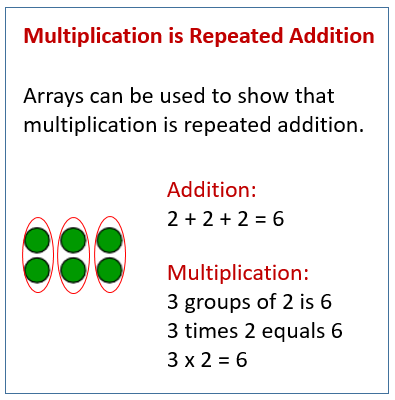 Multiplication is Repeated Addition
Arrays can be used to show that
multiplication is repeated addition.
Addition:
2 + 2 + 2 = 6
Multiplication:
3 groups of 2 is 6
3 times 2 equals 6
3 x 2 = 6